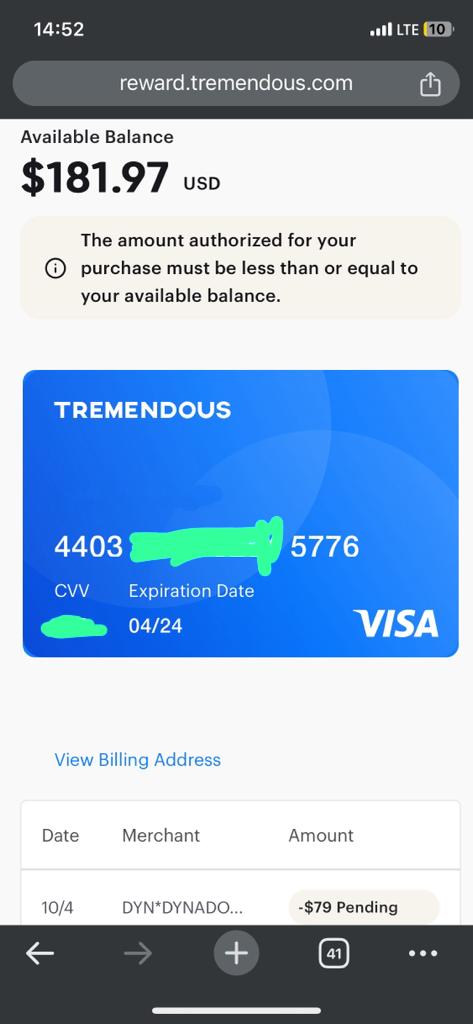 14:52
LTE 10
reward.tremendous.com
Available Balance
$181.97 USD
The amount authorized for your
purchase must be less than or equal to
your available balance.
TREMENDOUS
4403 5776
CVV Expiration Date
04/24
VISA
View Billing Address
Date Merchant Amount
10/4 DYN*DYNADO... -$79 Pending
41